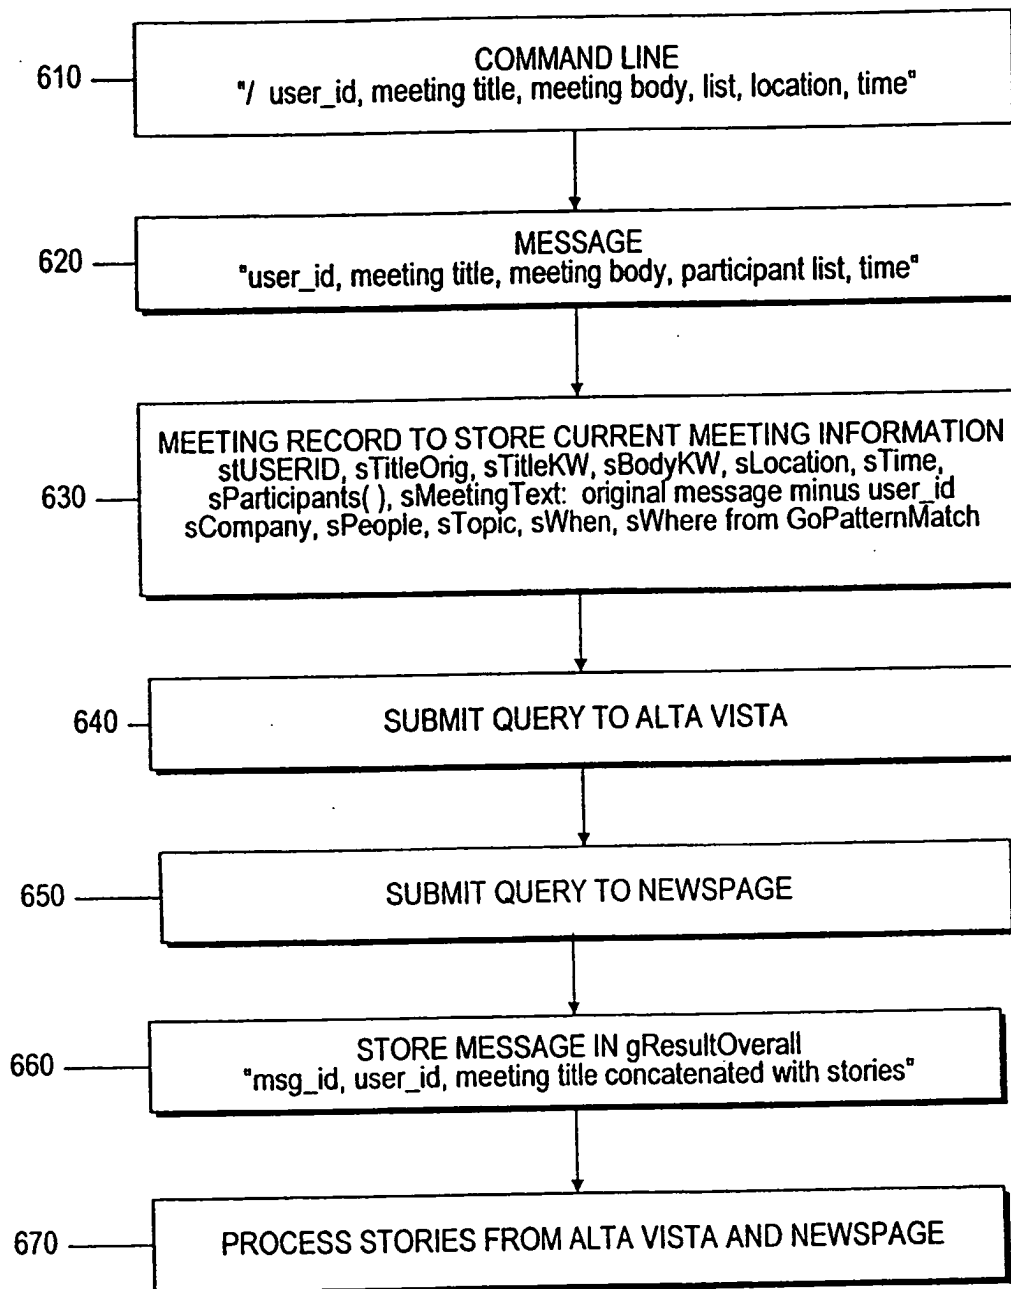 610
COMMAND LINE
"/ user_id, meeting title, meeting body, list, location, time"
620
MESSAGE
"user_id, meeting title, meeting body, participant list, time"
630
MEETING RECORD TO STORE CURRENT MEETING INFORMATION
stUSERID, sTitleOrig, sTitleKW, sBodyKW, sLocation, sTime,
sParticipants( ), sMeetingText: original message minus user_id
sCompany, sPeople, sTopic, sWhen, sWhere from GoPatternMatch
640
SUBMIT QUERY TO ALTA VISTA
650
SUBMIT QUERY TO NEWSPAGE
660
STORE MESSAGE IN gResultOverall
"msg_id, user_id, meeting title concatenated with stories"
670
PROCESS STORIES FROM ALTA VISTA AND NEWSPAGE